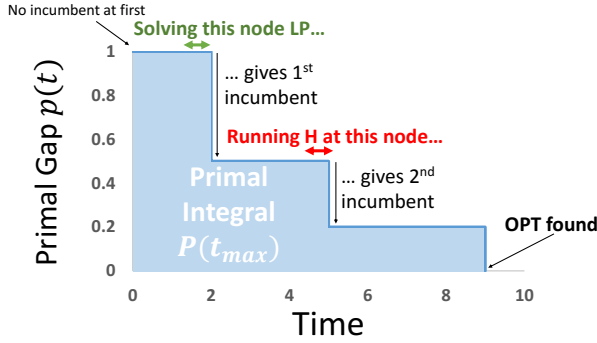 No incumbent at first
Solving this node LP…
… gives 1st
incumbent
Running H at this node…
… gives 2nd
incumbent
OPT found
Primal
Integral
P(t_max)
Primal Gap p(t)
1
0.8
0.6
0.4
0.2
0
0
2
4
6
8
10
Time